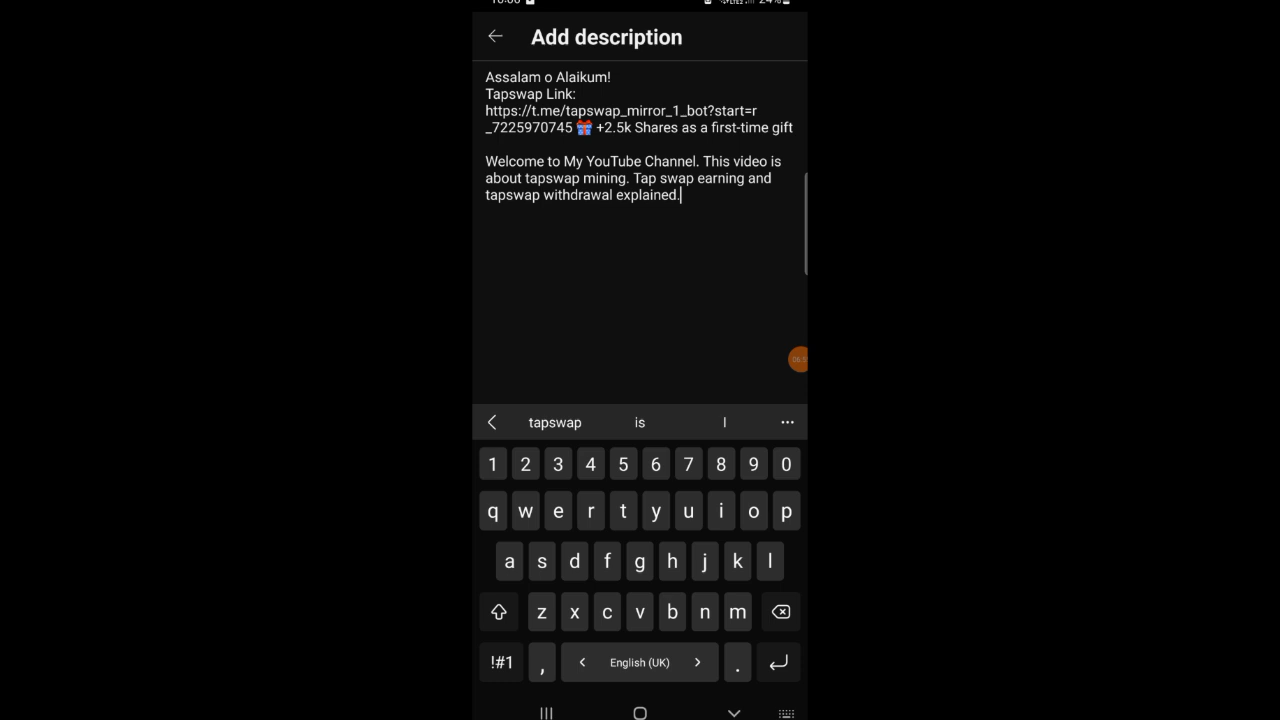 Add description
Assalam o Alaikum!
Tapswap Link:
https://t.me/tapswap_mirror_1_bot?start=r
_7225970745 🎁 +2.5k Shares as a first-time gift
Welcome to My YouTube Channel. This video is
about tapswap mining. Tap swap earning and
tapswap withdrawal explained.
tapswap is I
1 2 3 4 5 6 7 8 9 0
q w e r t y u i o p
a s d f g h j k l
z x c v b n m
!#1 , English (UK) .